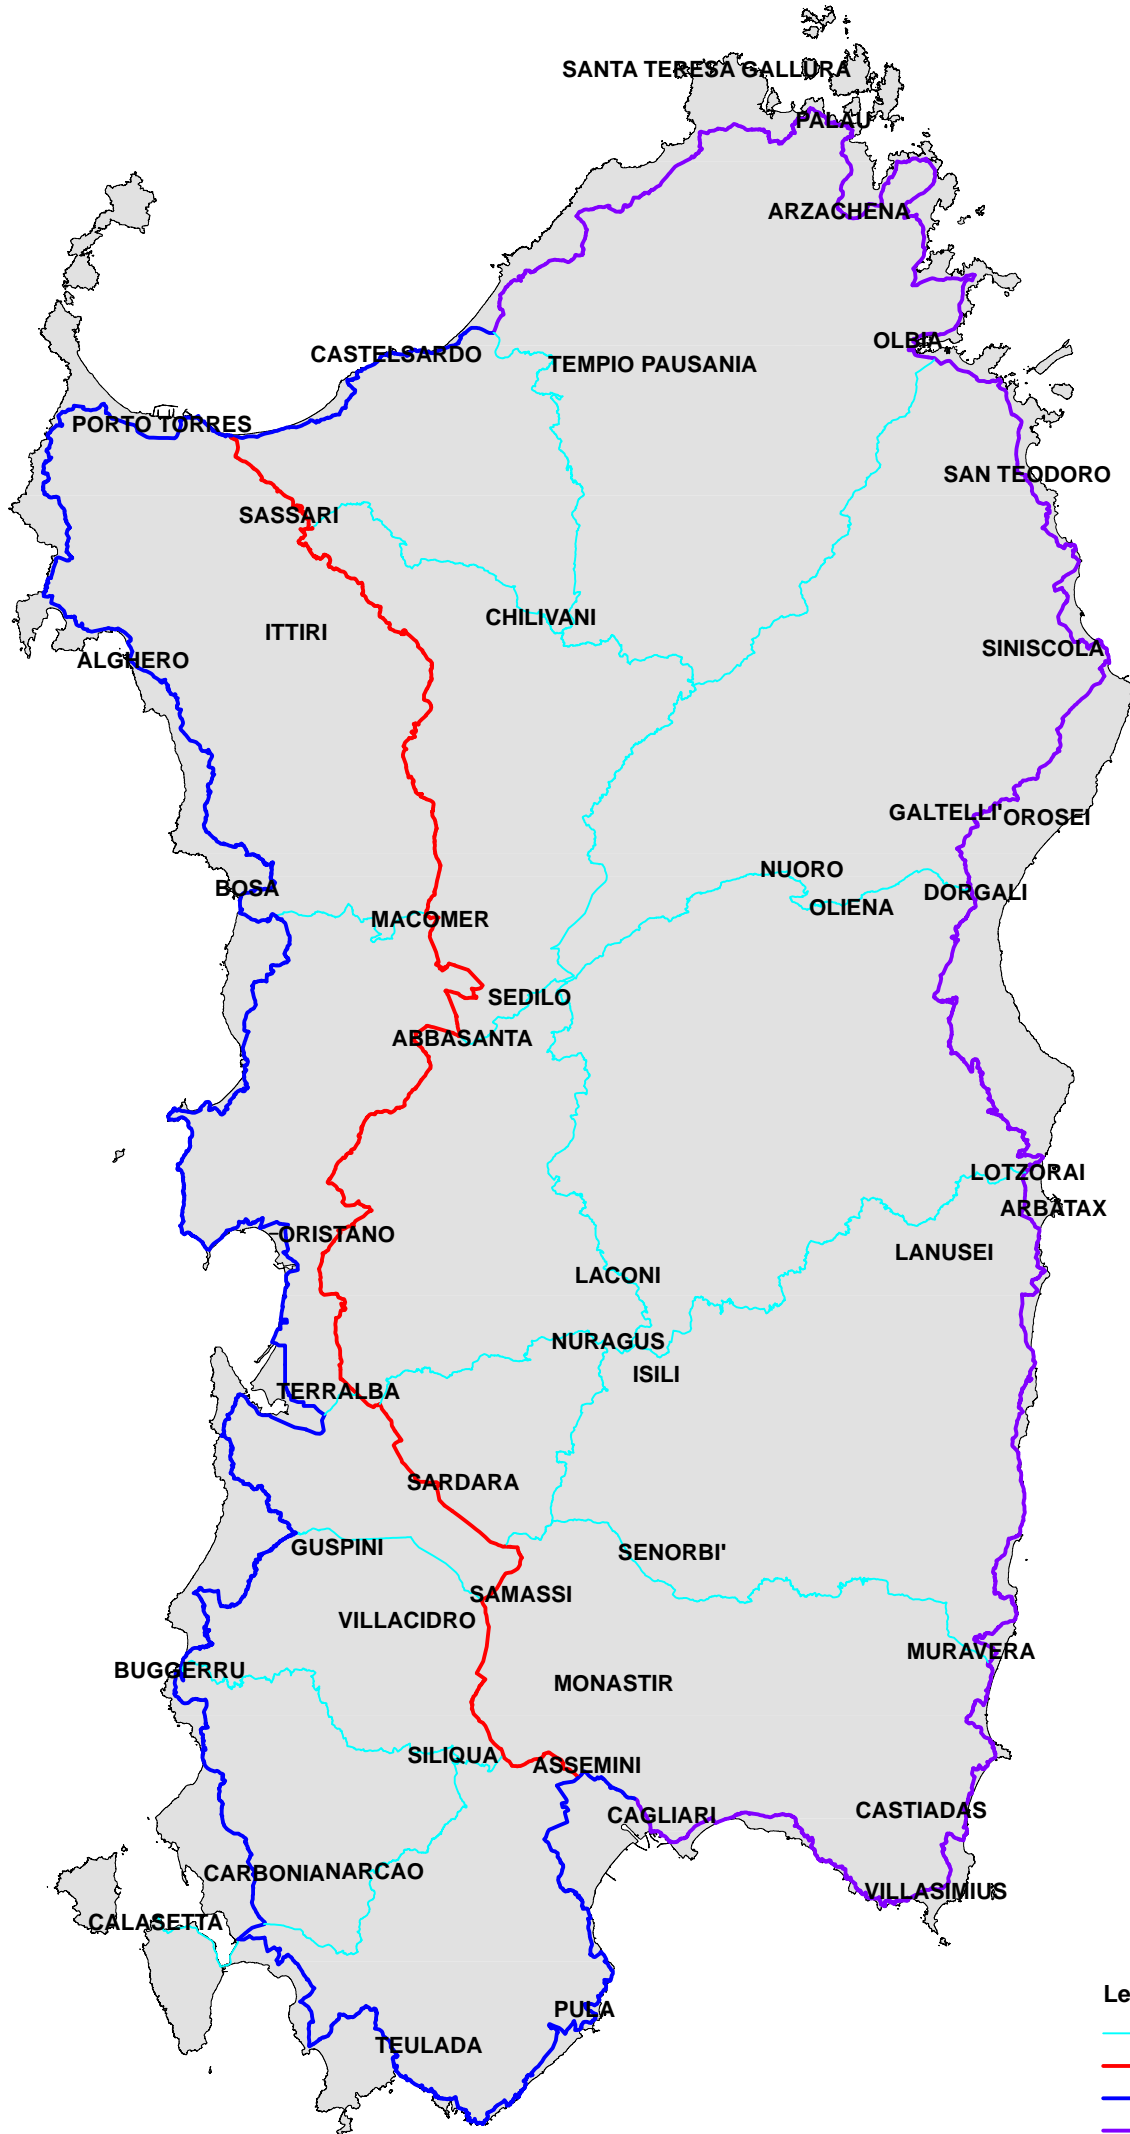 SANTA TERESA GALLURA
PALAU
ARZACHENA
OLBIA
CASTELSARDO
TEMPIO PAUSANIA
PORTO TORRES
SAN TEODORO
SASSARI
CHILIVANI
ITTIRI
SINISCOLA
ALGHERO
GALTELLI'
OROSEI
NUORO
BOSA
DORGALI
OLIENA
MACOMER
SEDILO
ABBASANTA
LOTZORAI
ARBATAX
ORISTANO
LANUSEI
LACONI
NURAGUS
ISILI
TERRALBA
SARDARA
GUSPINI
SENORBI'
SAMASSI
VILLACIDRO
MURAVERA
BUGGERRU
MONASTIR
SILIQUA
ASSEMINI
CASTIADAS
CAGLIARI
CARBONIA
NARCAO
VILLASIMIUS
CALASETTA
Le
PULA
TEULADA